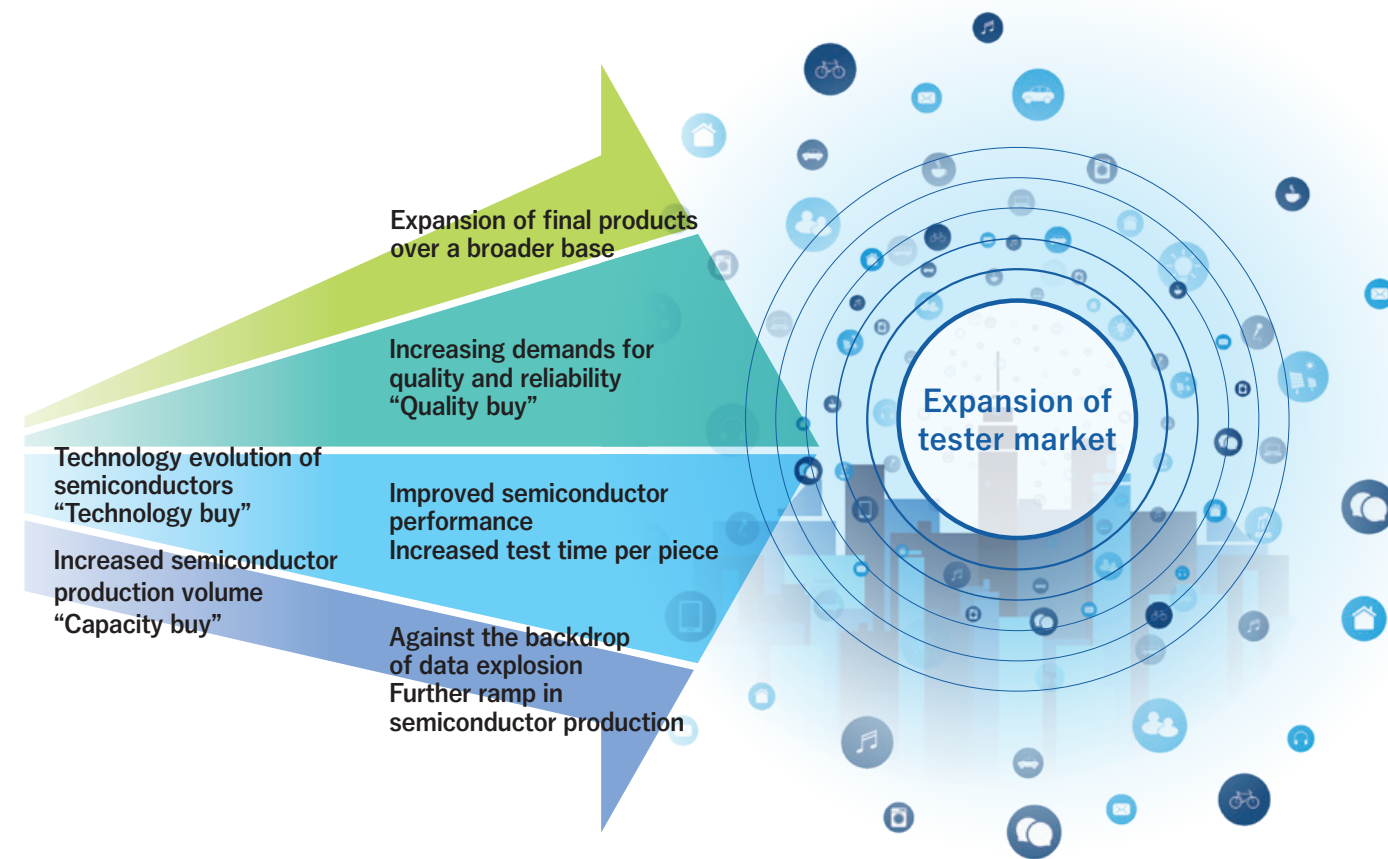 Expansion of final products
over a broader base
Increasing demands for
quality and reliability
“Quality buy”
Technology evolution of
semiconductors
“Technology buy”
Improved semiconductor
performance
Increased test time per piece
Increased semiconductor
production volume
“Capacity buy”
Against the backdrop
of data explosion
Further ramp in
semiconductor production
Expansion of
tester market